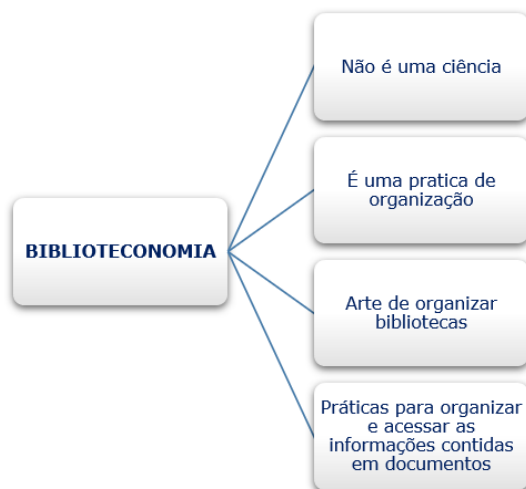 Não é uma ciência
É uma pratica de
organização
BIBLIOTECONOMIA
Arte de organizar
bibliotecas
Práticas para organizar
e acessar as
informações contidas
em documentos